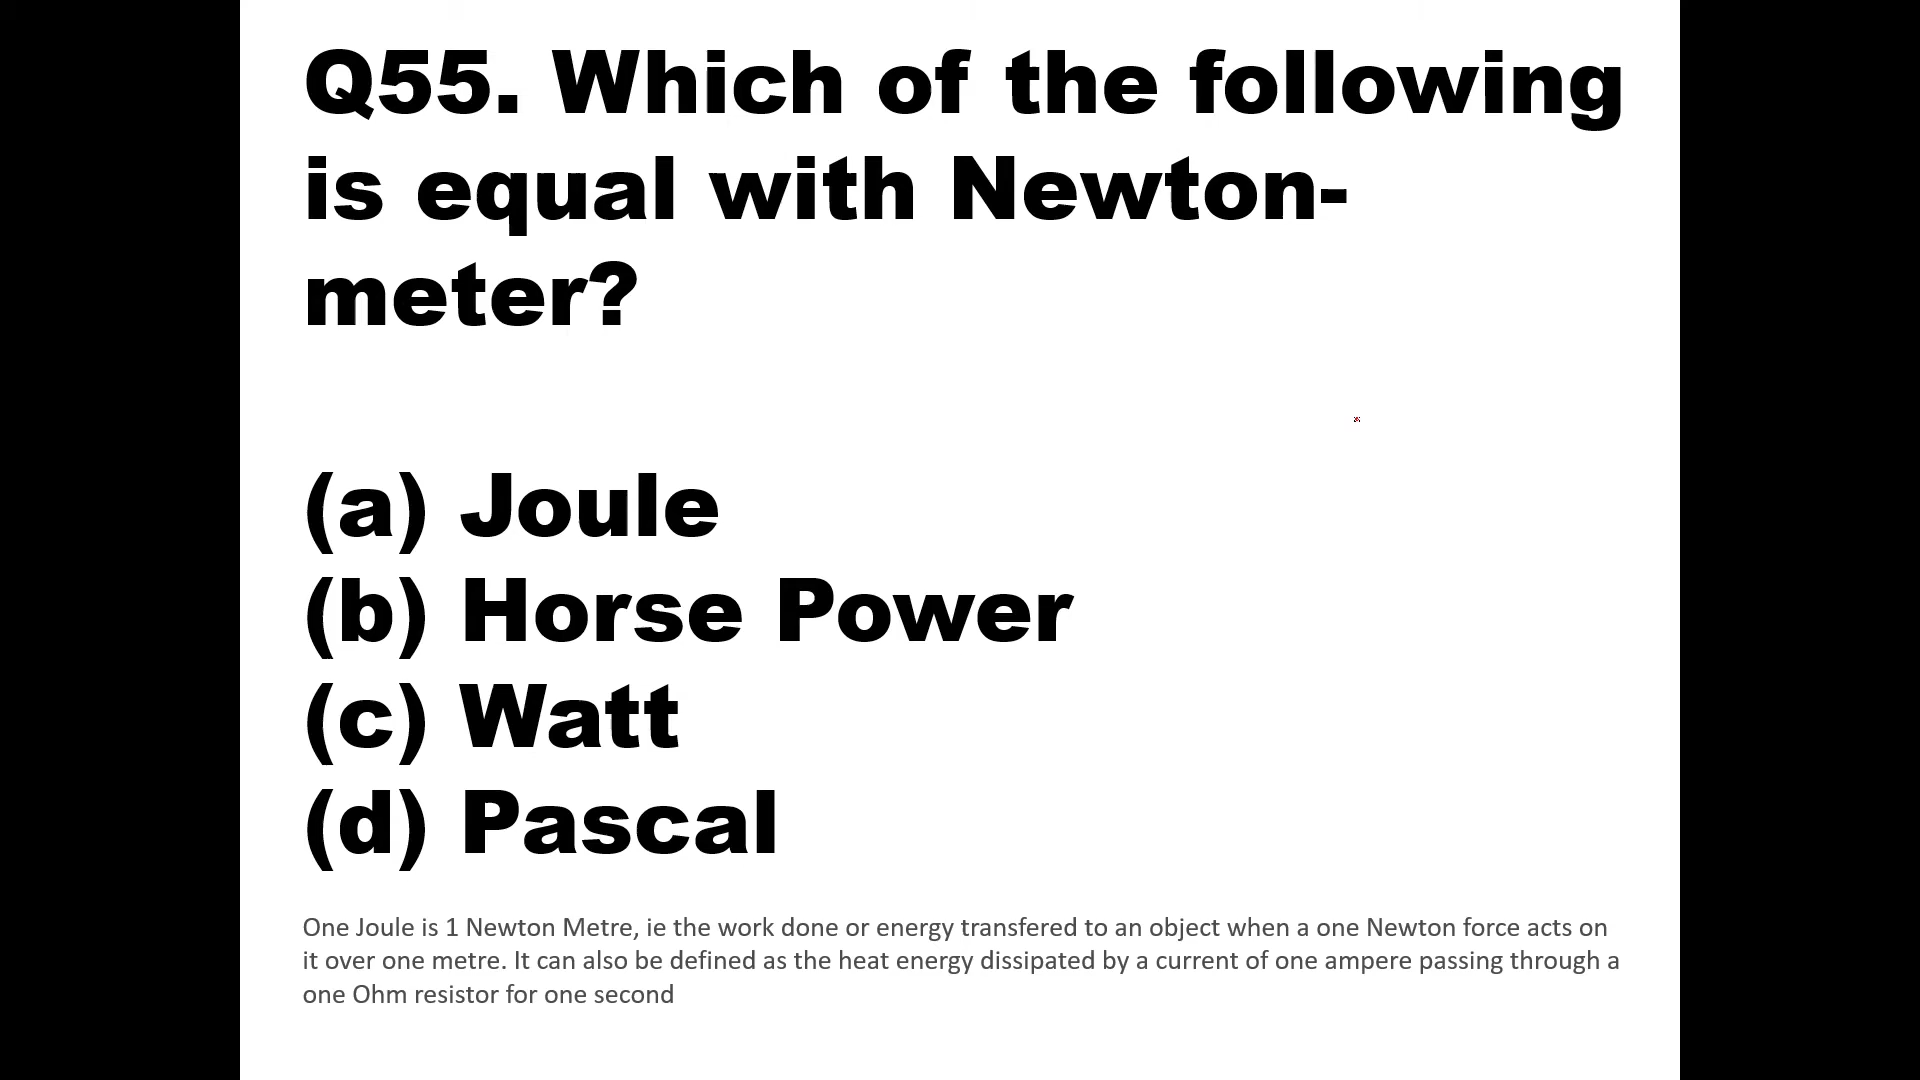 Q55. Which of the following
is equal with Newton-
meter?
(a) Joule
(b) Horse Power
(c) Watt
(d) Pascal
One Joule is 1 Newton Metre, ie the work done or energy transfered to an object when a one Newton force acts on
it over one metre. It can also be defined as the heat energy dissipated by a current of one ampere passing through a
one Ohm resistor for one second